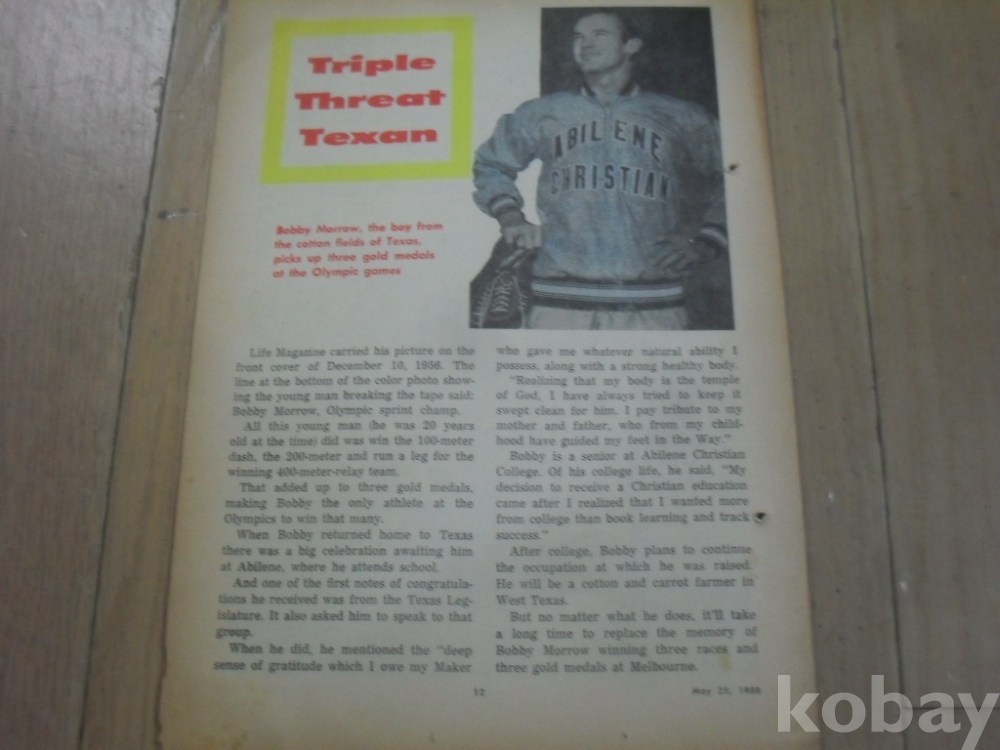 Triple
Threat
Texan
ABILENE
CHRISTIAN
Bobby Morrow, the boy from
the cotton fields of Texas,
picks up three gold medals
at the Olympic games
Life Magazine carried his picture on the
front cover of December 10, 1956. The
line at the bottom of the color photo show-
ing the young man breaking the tape said:
Bobby Morrow, Olympic sprint champ.
All this young man (he was 20 years
old at the time) did was win the 100-meter
dash, the 200-meter and run a leg for the
winning 400-meter-relay team.
That added up to three gold medals,
making Bobby the only athlete at the
Olympics to win that many.
When Bobby returned home to Texas
there was a big celebration awaiting him
at Abilene, where he attends school.
And one of the first notes of congratula-
tions he received was from the Texas Leg-
islature. It also asked him to speak to that
group.
When he did, he mentioned the "deep
sense of gratitude which I owe my Maker
who gave me whatever natural ability I
possess, along with a strong healthy body.
"Realizing that my body is the temple
of God, I have always tried to keep it
swept clean for him. I pay tribute to my
mother and father, who from my child-
hood have guided my feet in the Way."
Bobby is a senior at Abilene Christian
College. Of his college life, he said, "My
decision to receive a Christian education
came after I realized that I wanted more
from college than book learning and track
success."
After college, Bobby plans to continue
the occupation at which he was raised.
He will be a cotton and carrot farmer in
West Texas.
But no matter what he does, it'll take
a long time to replace the memory of
Bobby Morrow winning three races and
three gold medals at Melbourne.
12
May 25, 1958
kobay